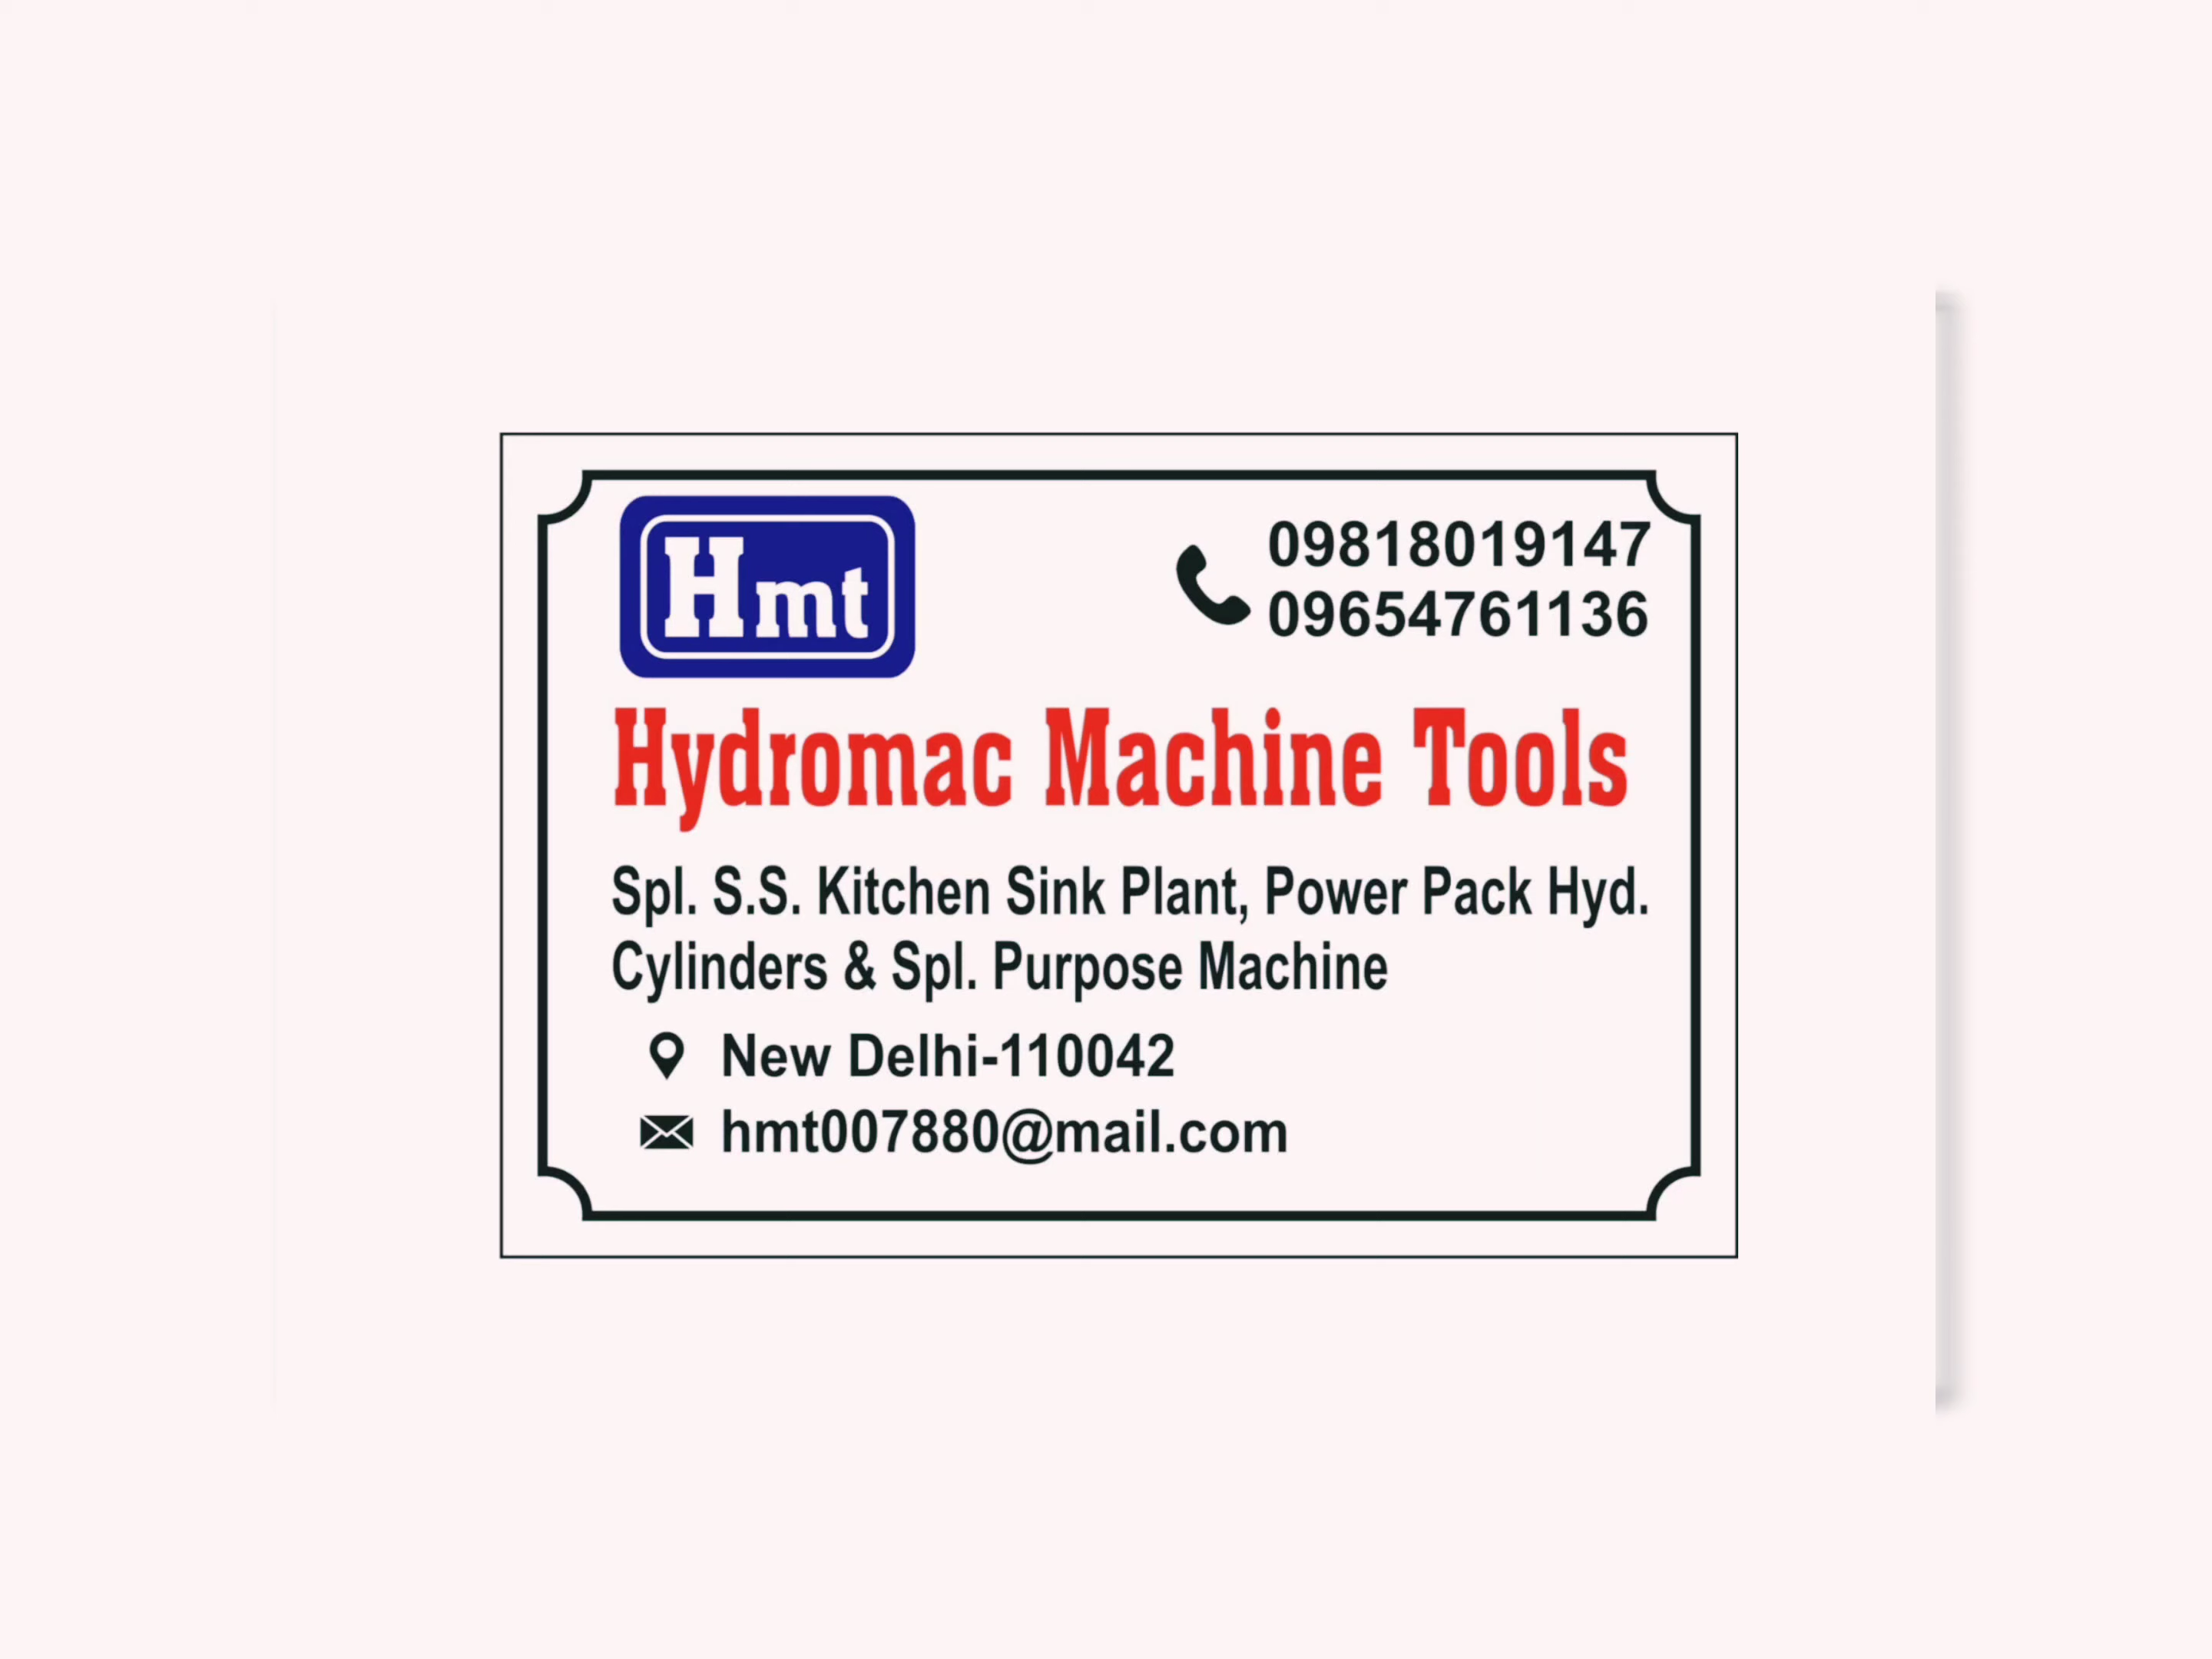 Hmt
09818019147
09654761136
Hydromac Machine Tools
Spl. S.S. Kitchen Sink Plant, Power Pack Hyd.
Cylinders & Spl. Purpose Machine
New Delhi-110042
hmt007880@mail.com